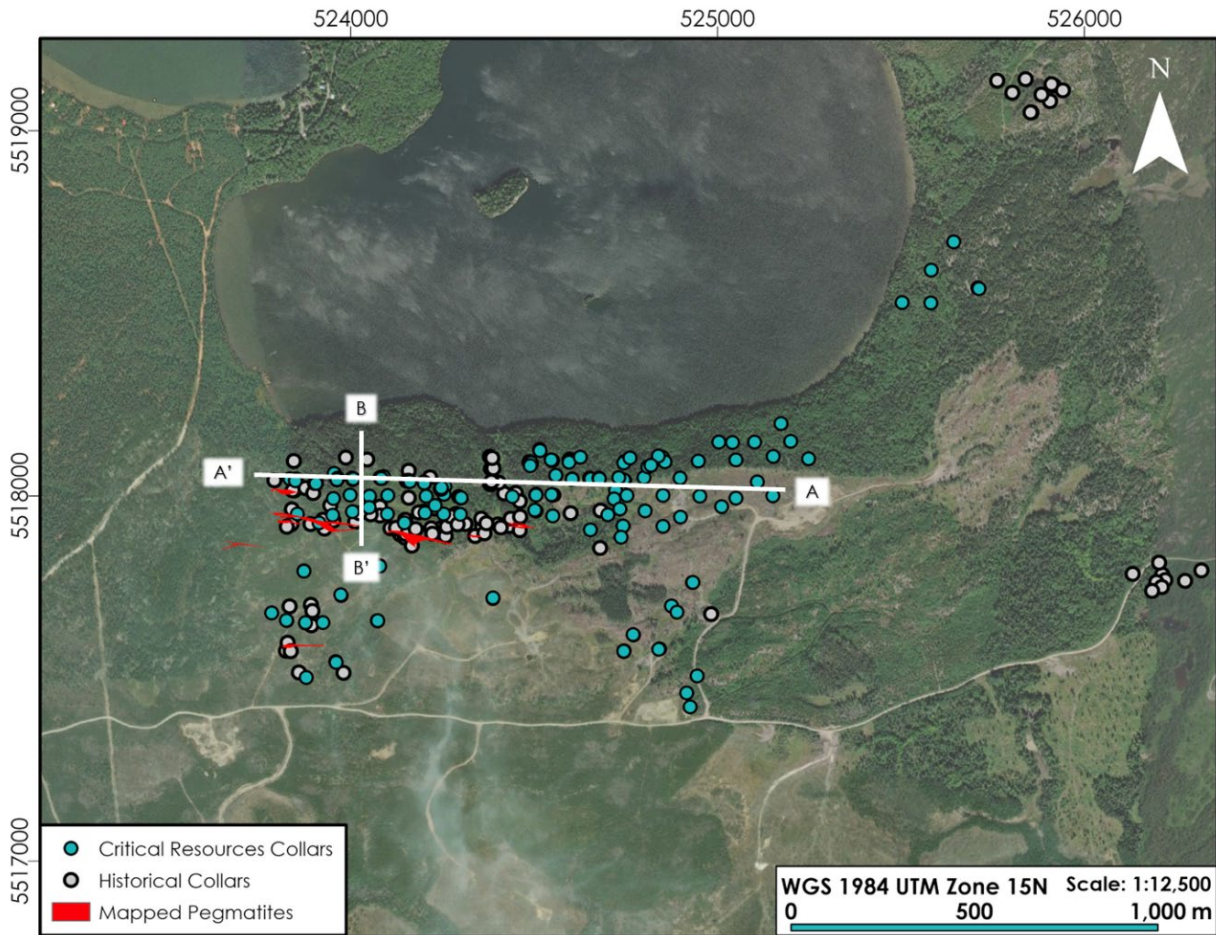 524000
525000
526000
N
5519000
B
A'
A
5518000
B'
5517000
Critical Resources Collars
Historical Collars
Mapped Pegmatites
WGS 1984 UTM Zone 15N Scale: 1:12,500
0 500 1,000 m